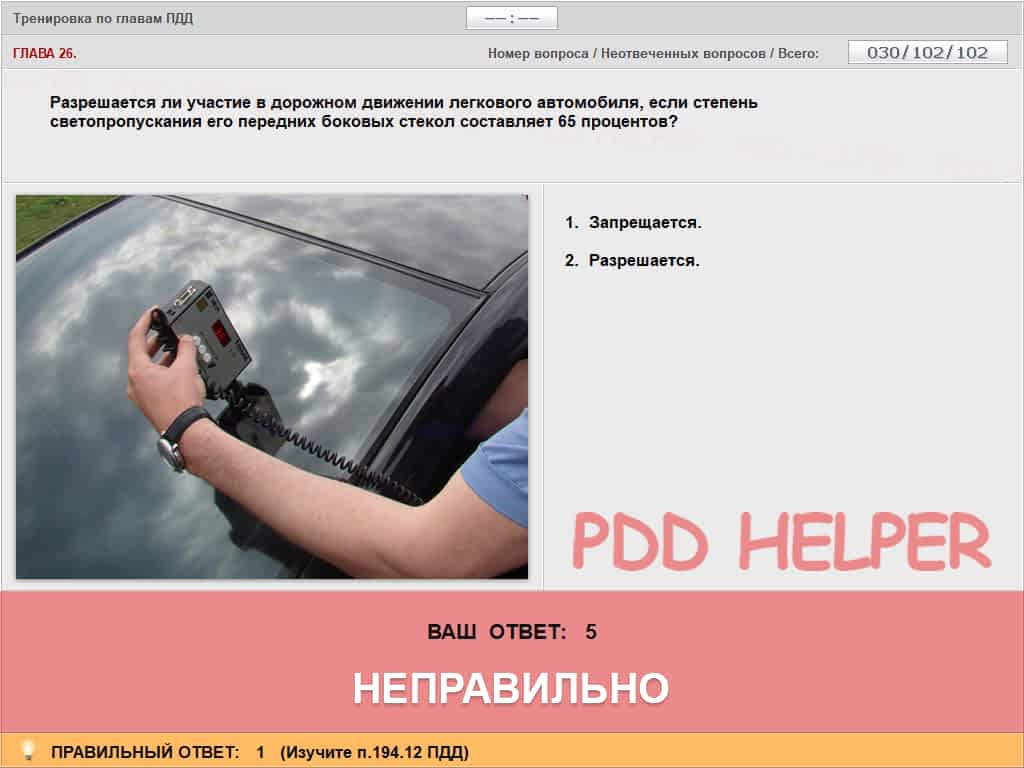 Тренировка по главам ПДД
–– : ––
ГЛАВА 26.
Номер вопроса / Неотвеченных вопросов / Всего: 030/102/102
Разрешается ли участие в дорожном движении легкового автомобиля, если степень
светопропускания его передних боковых стекол составляет 65 процентов?
1. Запрещается.
2. Разрешается.
PDD HELPER
ВАШ ОТВЕТ: 5
НЕПРАВИЛЬНО
ПРАВИЛЬНЫЙ ОТВЕТ: 1 (Изучите п.194.12 ПДД)